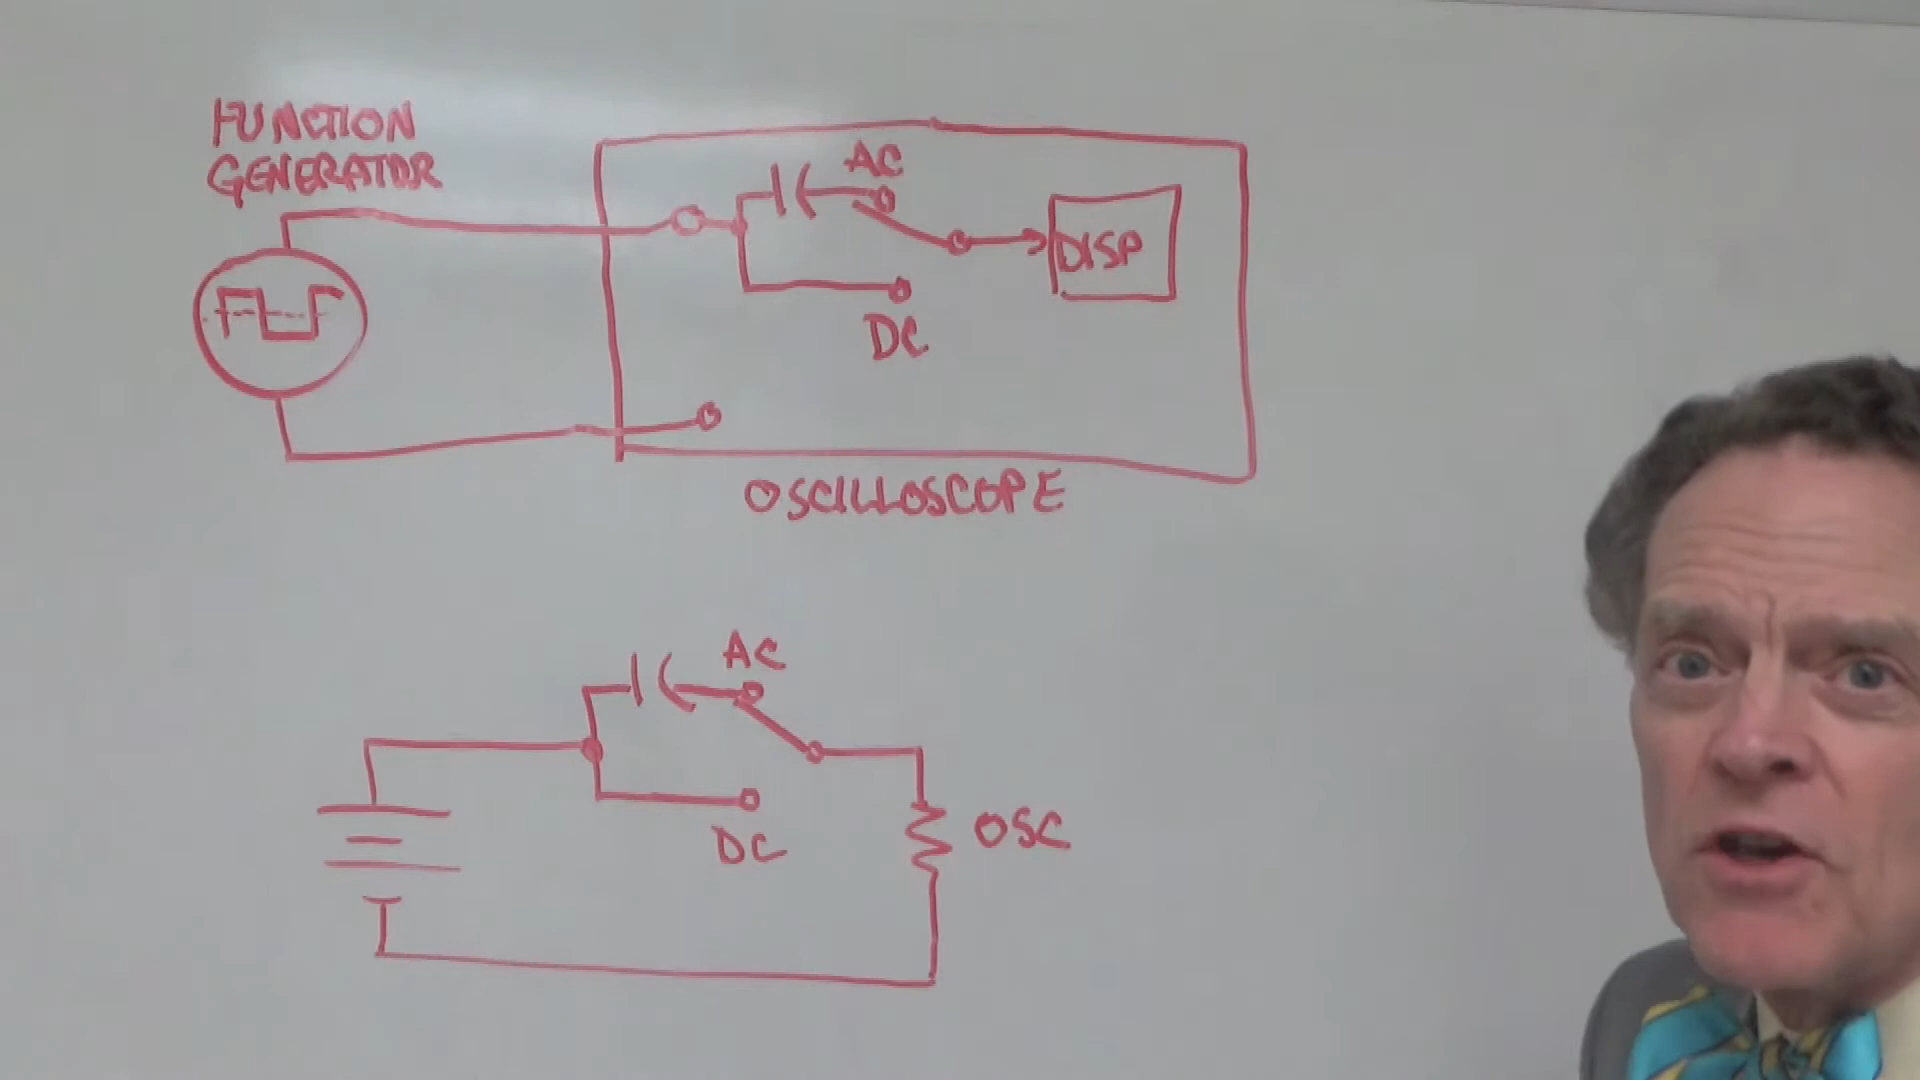 FUNCTION
GENERATOR
AC
DISP
DC
OSCILLOSCOPE
AC
DC
OSC